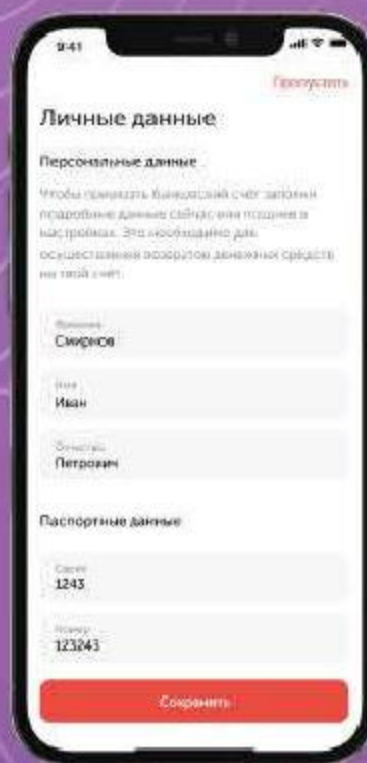 9:41
Пропустить
Личные данные
Персональные данные
Чтобы привязать банковский счёт заполни
подробные данные сейчас или позднее в
настройках. Это необходимо для
осуществления возвратов денежных средств
на твой счёт.
Фамилия
Смирнов
Имя
Иван
Отчество
Петрович
Паспортные данные
Серия
1243
Номер
123243
Сохранить